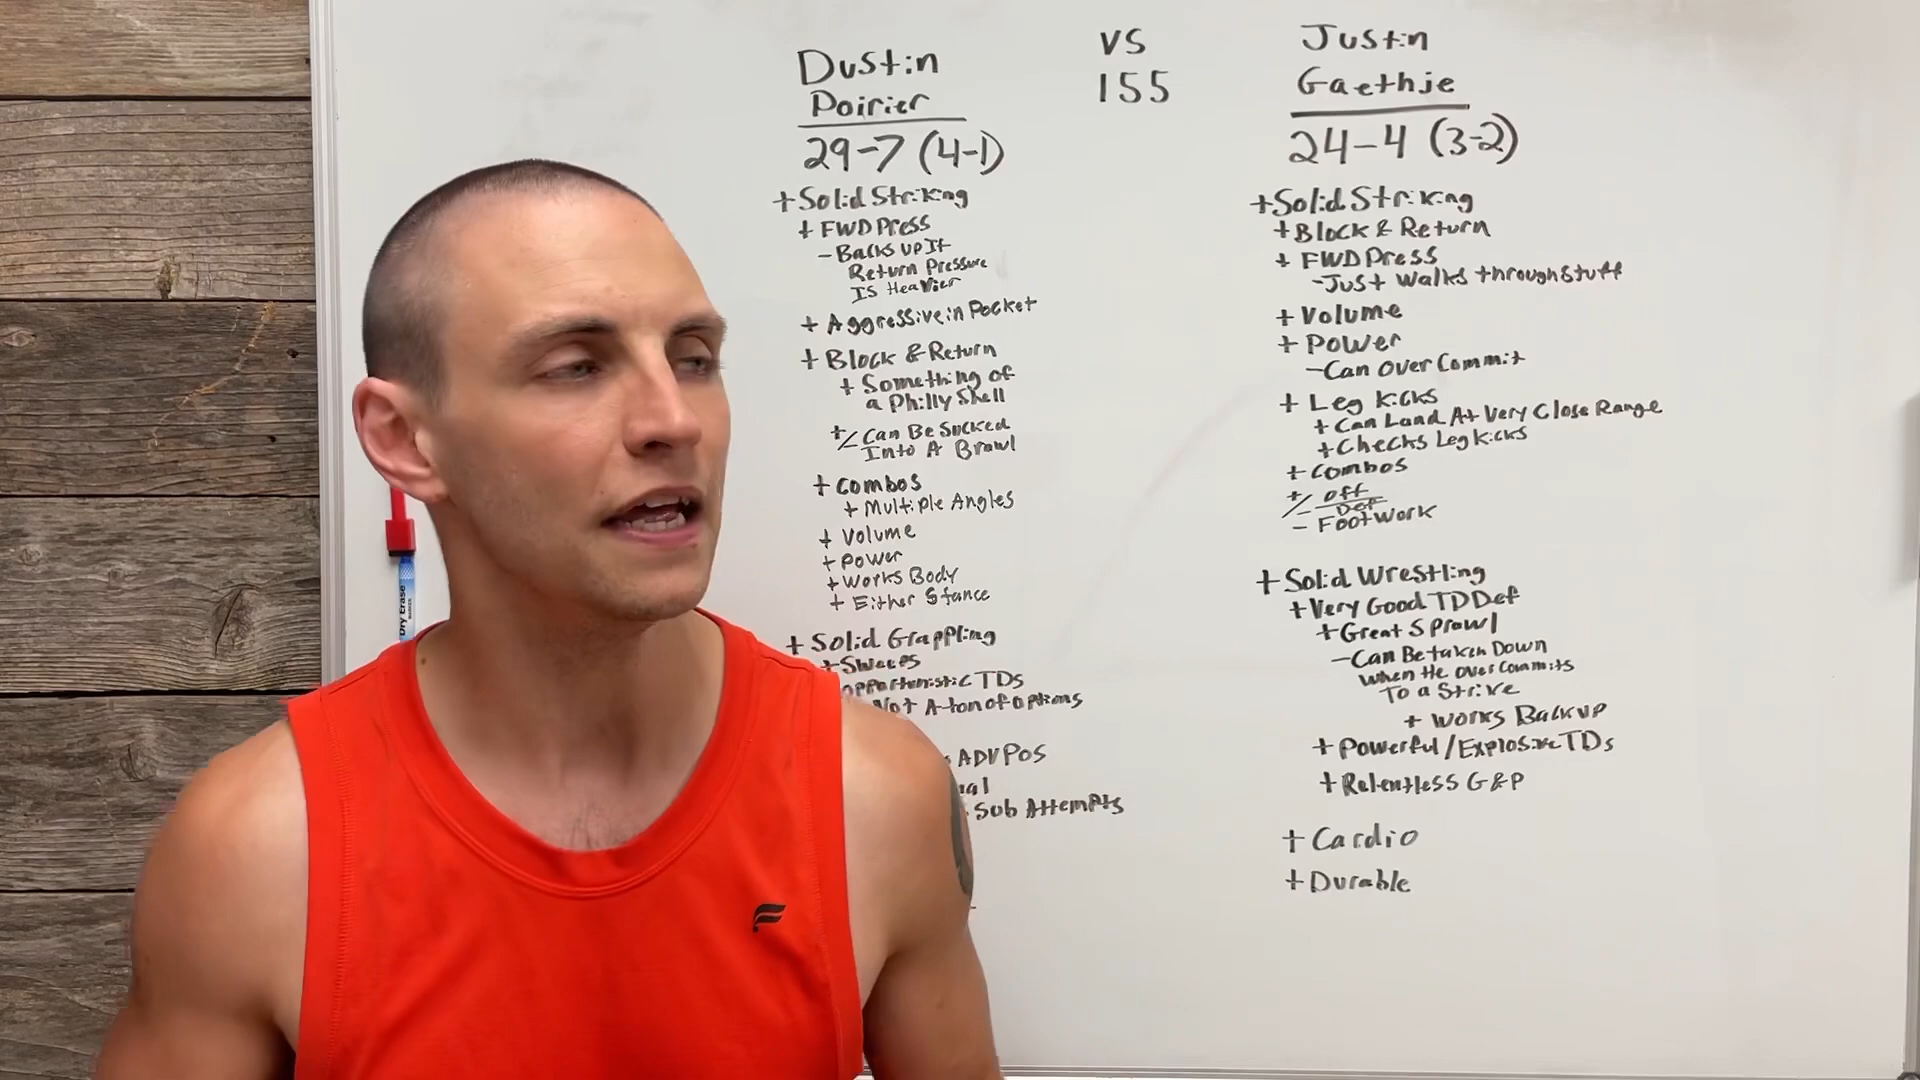 Dustin
Poirier
29-7 (4-1)
+ Solid Striking
+ FWD Press
- Backs up If
Return Pressure
Is Heavier
+ Aggressive in Pocket
+ Block & Return
+ Something of
a Philly Shell
+/- Can Be Sucked
Into A Brawl
+ Combos
+ Multiple Angles
+ Volume
+ Power
+ Works Body
+ Either Stance
+ Solid Grappling
+ Sweeps
opportunistic TDs
Not A ton of options
ADV Pos
Sub Attempts
VS
155
Justin
Gaethje
24-4 (3-2)
+ Solid Striking
+ Block & Return
+ FWD Press
- Just Walks through Stuff
+ Volume
+ Power
- Can Over Commit
+ Leg Kicks
+ Can Land At Very Close Range
+ Checks Leg Kicks
+ Combos
+/- Off
Def
- Footwork
+ Solid Wrestling
+ Very Good TD Def
+ Great Sprawl
- Can Be taken Down
When He Over Commits
To a Strike
+ Works Back up
+ Powerful/Explosive TDs
+ Relentless G&P
+ Cardio
+ Durable
Dry Erase